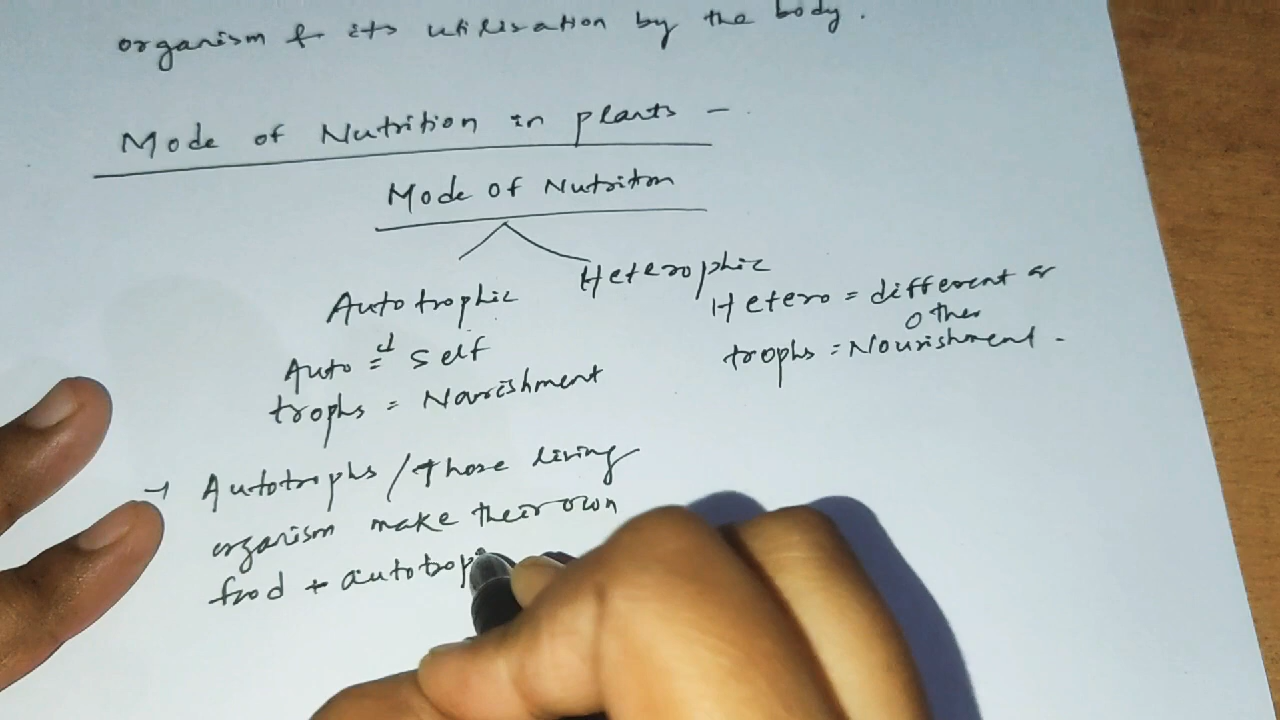 organism & its utilisation by the body.
Mode of Nutrition in plants -
Mode of Nutrition
Autotrophic
Heterophic
Auto = self
trophs = Nourishment
Hetero = different or
other
trophs = Nourishment -
→ Autotrophs / Those living
organism make their own
food + autotrop